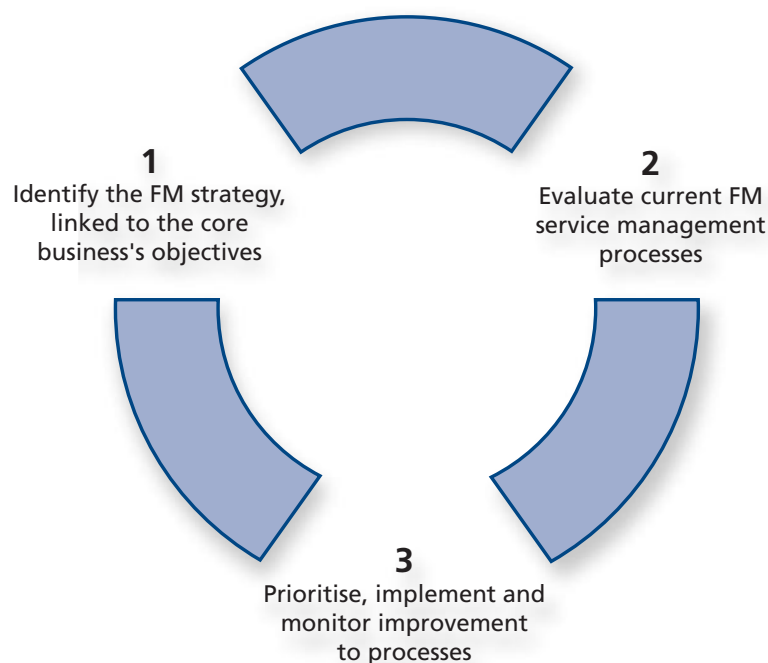 1
Identify the FM strategy,
linked to the core
business's objectives
2
Evaluate current FM
service management
processes
3
Prioritise, implement and
monitor improvement
to processes